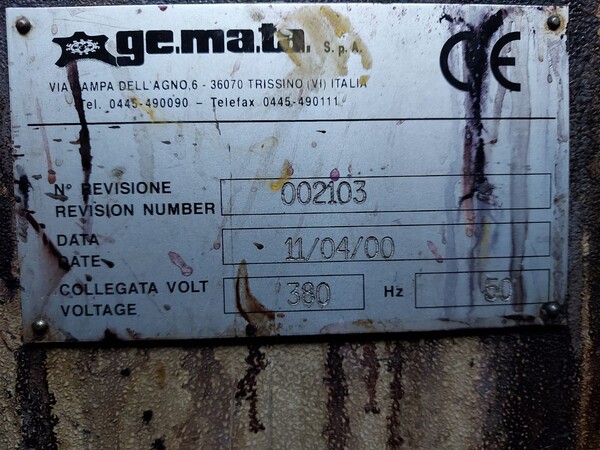 ge.ma.ta. S.p.A.
CE
VIA LAMPA DELL'AGNO,6 - 36070 TRISSINO (VI) ITALIA
Tel. 0445-490090 - Telefax 0445-490111
N° REVISIONE
REVISION NUMBER
002103
DATA
DATE
11/04/00
COLLEGATA VOLT
VOLTAGE
380
Hz
50